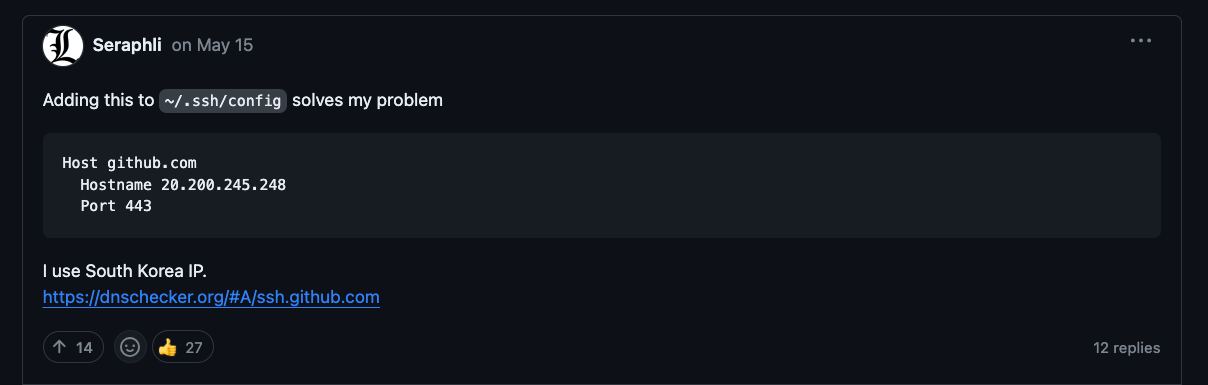 Seraphli on May 15
Adding this to ~/.ssh/config solves my problem
Host github.com
  Hostname 20.200.245.248
  Port 443
I use South Korea IP.
https://dnschecker.org/#A/ssh.github.com
14 27 12 replies